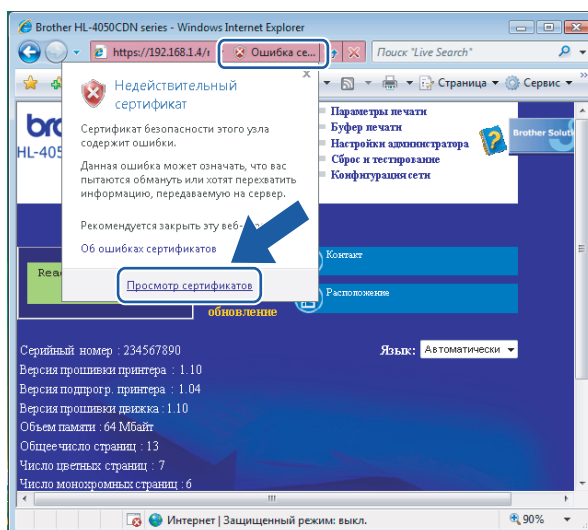 Brother HL-4050CDN series - Windows Internet Explorer
https://192.168.1.4/
Ошибка се...
Поиск "Live Search"
Страница
Сервис
Недействительный
сертификат
Сертификат безопасности этого узла
содержит ошибки.
Данная ошибка может означать, что вас
пытаются обмануть или хотят перехватить
информацию, передаваемую на сервер.
Рекомендуется закрыть эту
Об ошибках сертификатов
Просмотр сертификатов
Параметры печати
Буфер печати
Настройки администратора
Сброс и тестирование
Конфигурация сети
Brother Soluti
HL-405
Контакт
Read
Расположение
обновление
Серийный номер : 234567890
Язык: Автоматически
Версия прошивки принтера : 1.10
Версия подпрогр. принтера : 1.04
Версия прошивки движка : 1.10
Объем памяти : 64 Мбайт
Общее число страниц : 13
Число цветных страниц : 7
Число монохромных страниц : 6
Интернет | Защищенный режим: выкл.
90%